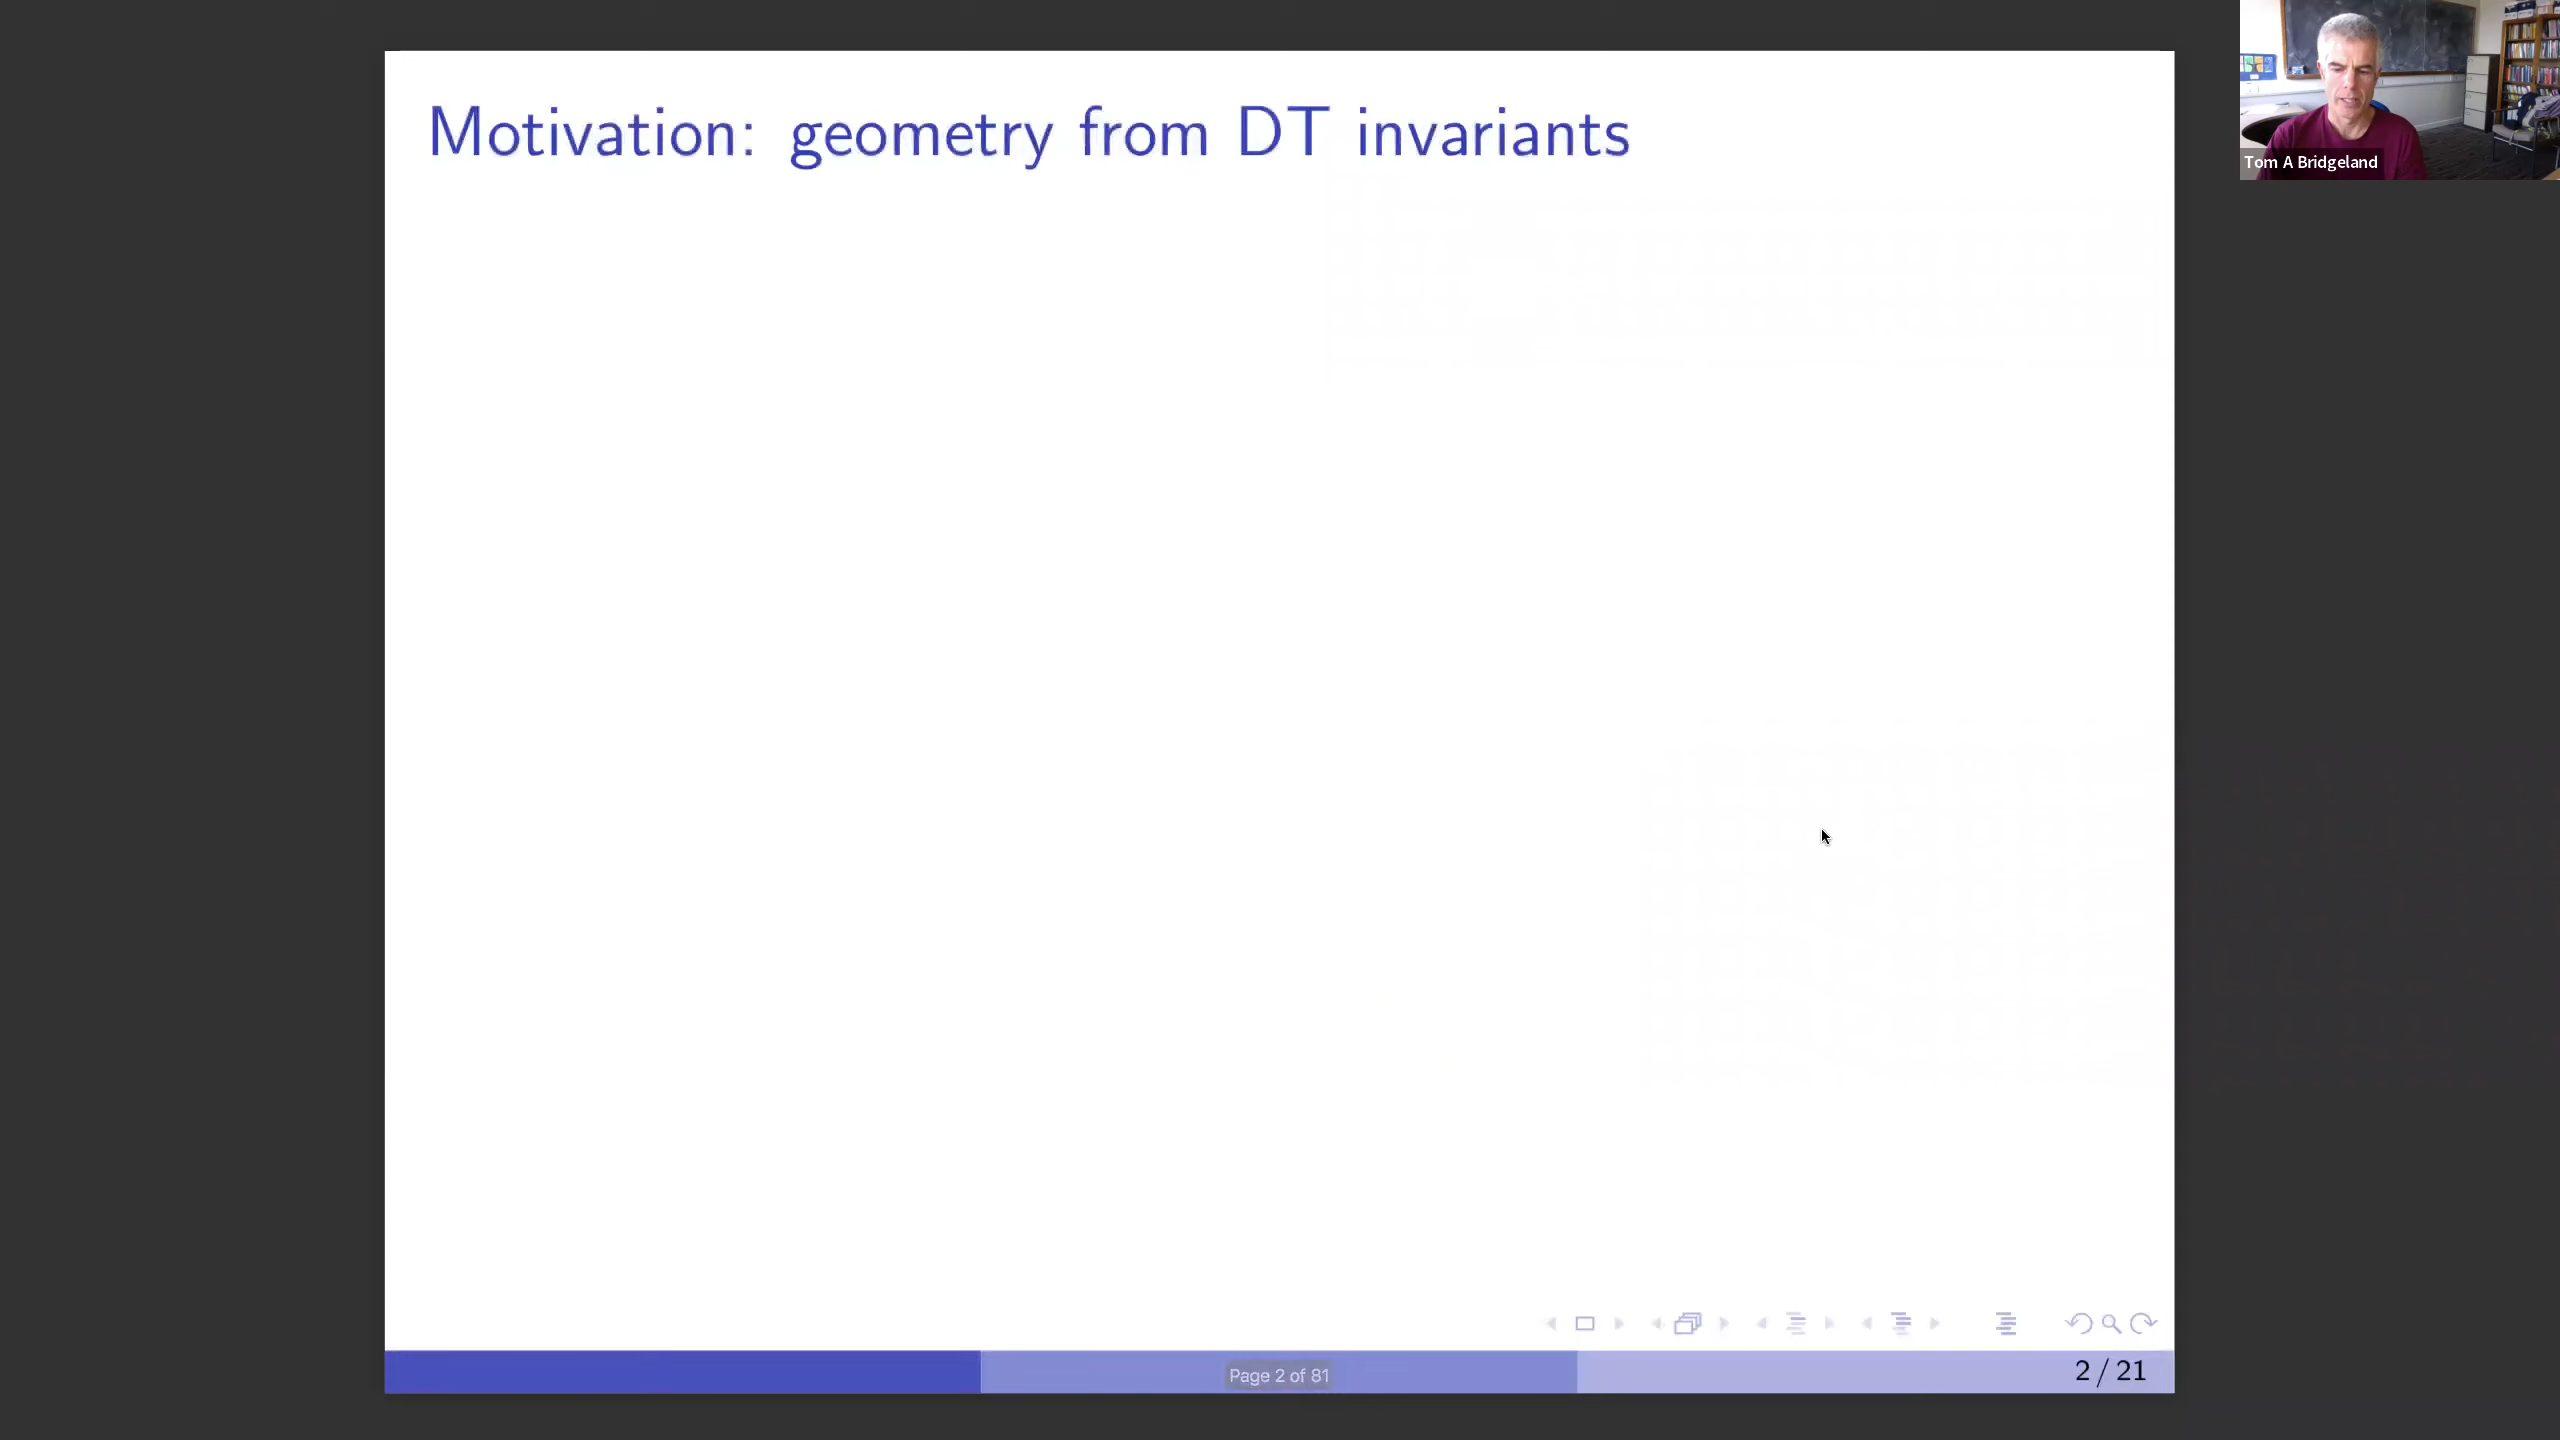 Motivation: geometry from DT invariants
Tom A Bridgeland
Page 2 of 81
2 / 21